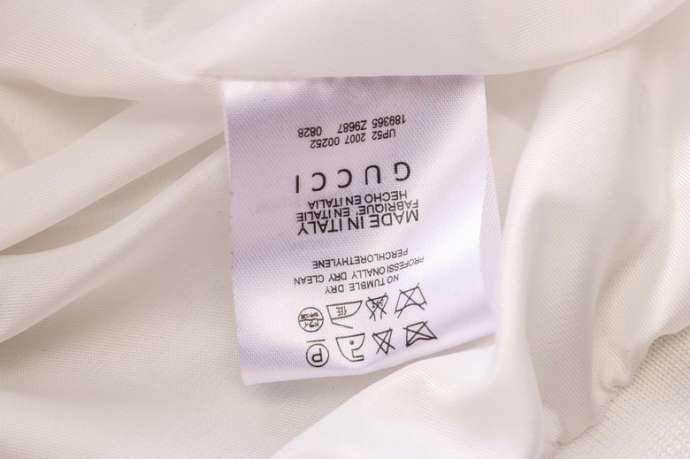 P
NO TUMBLE DRY
PROFESSIONALLY DRY CLEAN
PERCHLORETHYLENE
MADE IN ITALY
FABRIQUE' EN ITALIE
HECHO EN ITALIA
GUCCI
UP52 2007 00252
189365 Z9687 0828